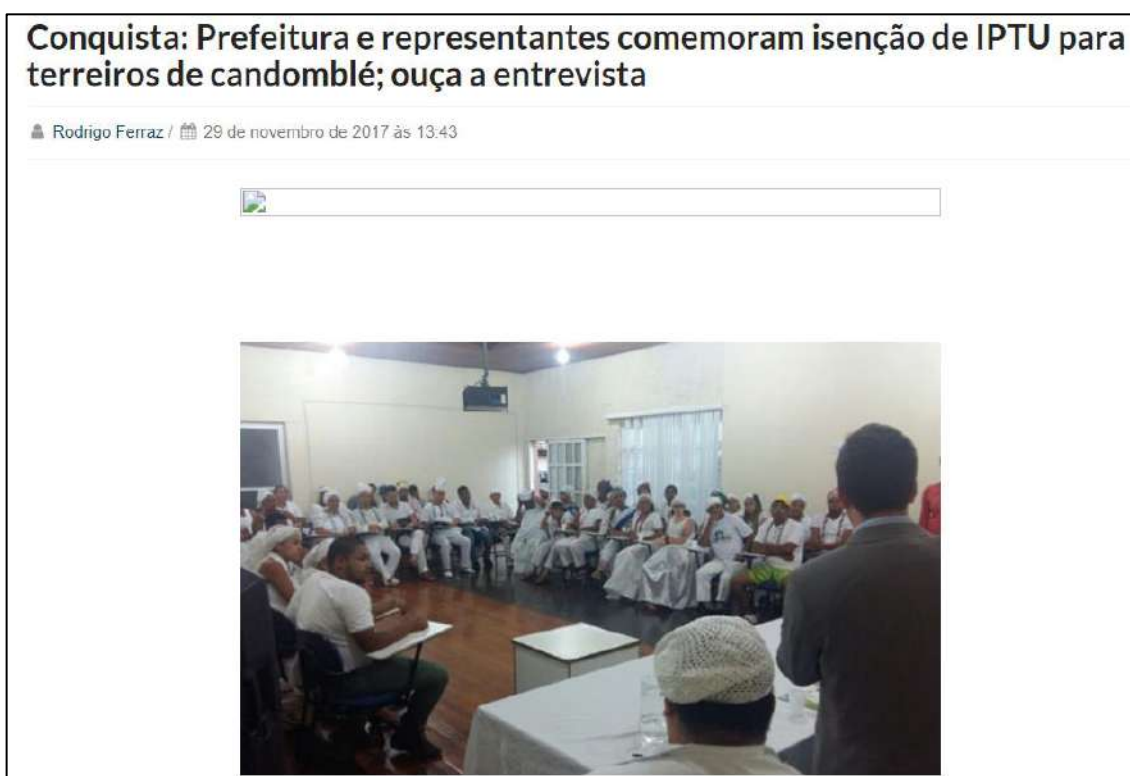 Conquista: Prefeitura e representantes comemoram isenção de IPTU para
terreiros de candomblé; ouça a entrevista
Rodrigo Ferraz / 29 de novembro de 2017 às 13:43